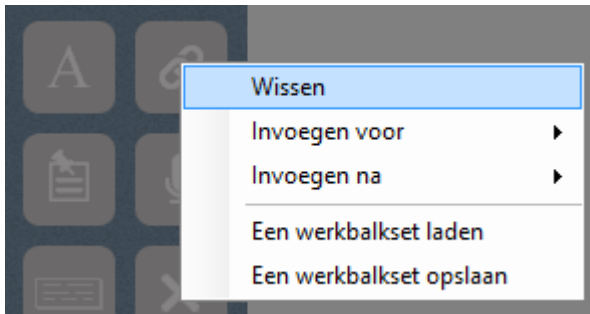 A
Wissen
Invoegen voor
Invoegen na
Een werkbalkset laden
Een werkbalkset opslaan